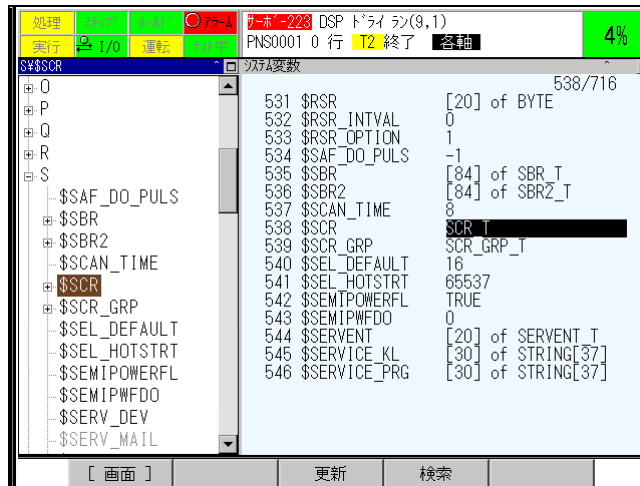 処理 ステップ ホールド アラーム サーボ-223 DSP ドライ ラン(9,1)
実行 I/O 運転 テスト中 PNS0001 0 行 T2 終了 各軸 4%
S¥$SCR システム変数
538/716
O
P
Q
R
S
$SAF_DO_PULS
$SBR
$SBR2
$SCAN_TIME
$SCR
$SCR_GRP
$SEL_DEFAULT
$SEL_HOTSTRT
$SEMIPOWERFL
$SEMIPWFDO
$SERV_DEV
$SERV_MAIL
531 $RSR [20] of BYTE
532 $RSR_INTVAL 0
533 $RSR_OPTION 1
534 $SAF_DO_PULS -1
535 $SBR [84] of SBR_T
536 $SBR2 [84] of SBR2_T
537 $SCAN_TIME 8
538 $SCR SCR_T
539 $SCR_GRP SCR_GRP_T
540 $SEL_DEFAULT 16
541 $SEL_HOTSTRT 65537
542 $SEMIPOWERFL TRUE
543 $SEMIPWFDO 0
544 $SERVENT [20] of SERVENT_T
545 $SERVICE_KL [30] of STRING[37]
546 $SERVICE_PRG [30] of STRING[37]
[ 画面 ] 更新 検索